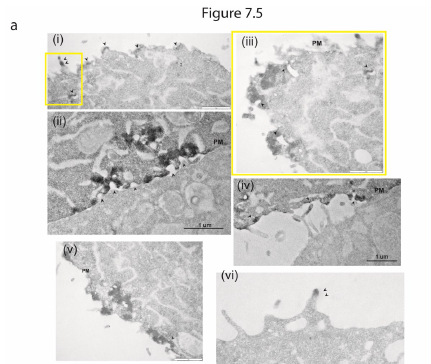 Figure 7.5
a
(i)
(iii)
PM
(ii)
PM
1 um
(iv)
PM
1 um
(v)
PM
(vi)